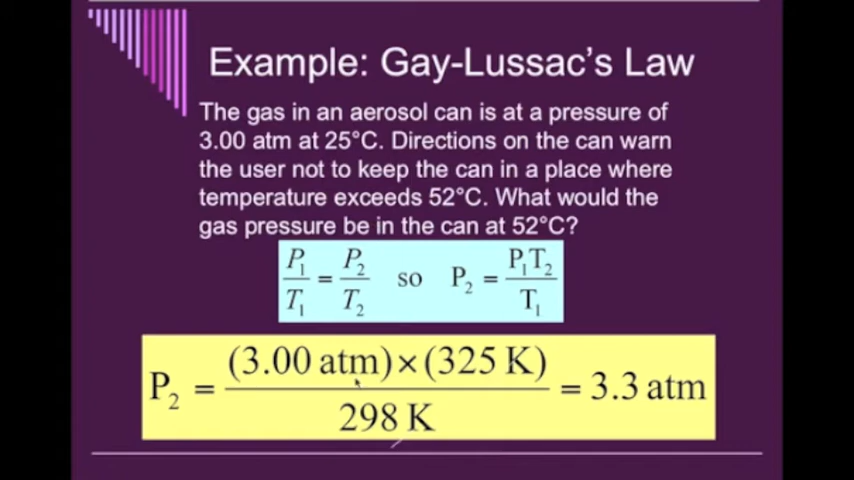 Example: Gay-Lussac's Law
The gas in an aerosol can is at a pressure of
3.00 atm at 25°C. Directions on the can warn
the user not to keep the can in a place where
temperature exceeds 52°C. What would the
gas pressure be in the can at 52°C?
P₁/T₁ = P₂/T₂ so P₂ = P₁T₂/T₁
P₂ = (3.00 atm)×(325 K)/298 K = 3.3 atm